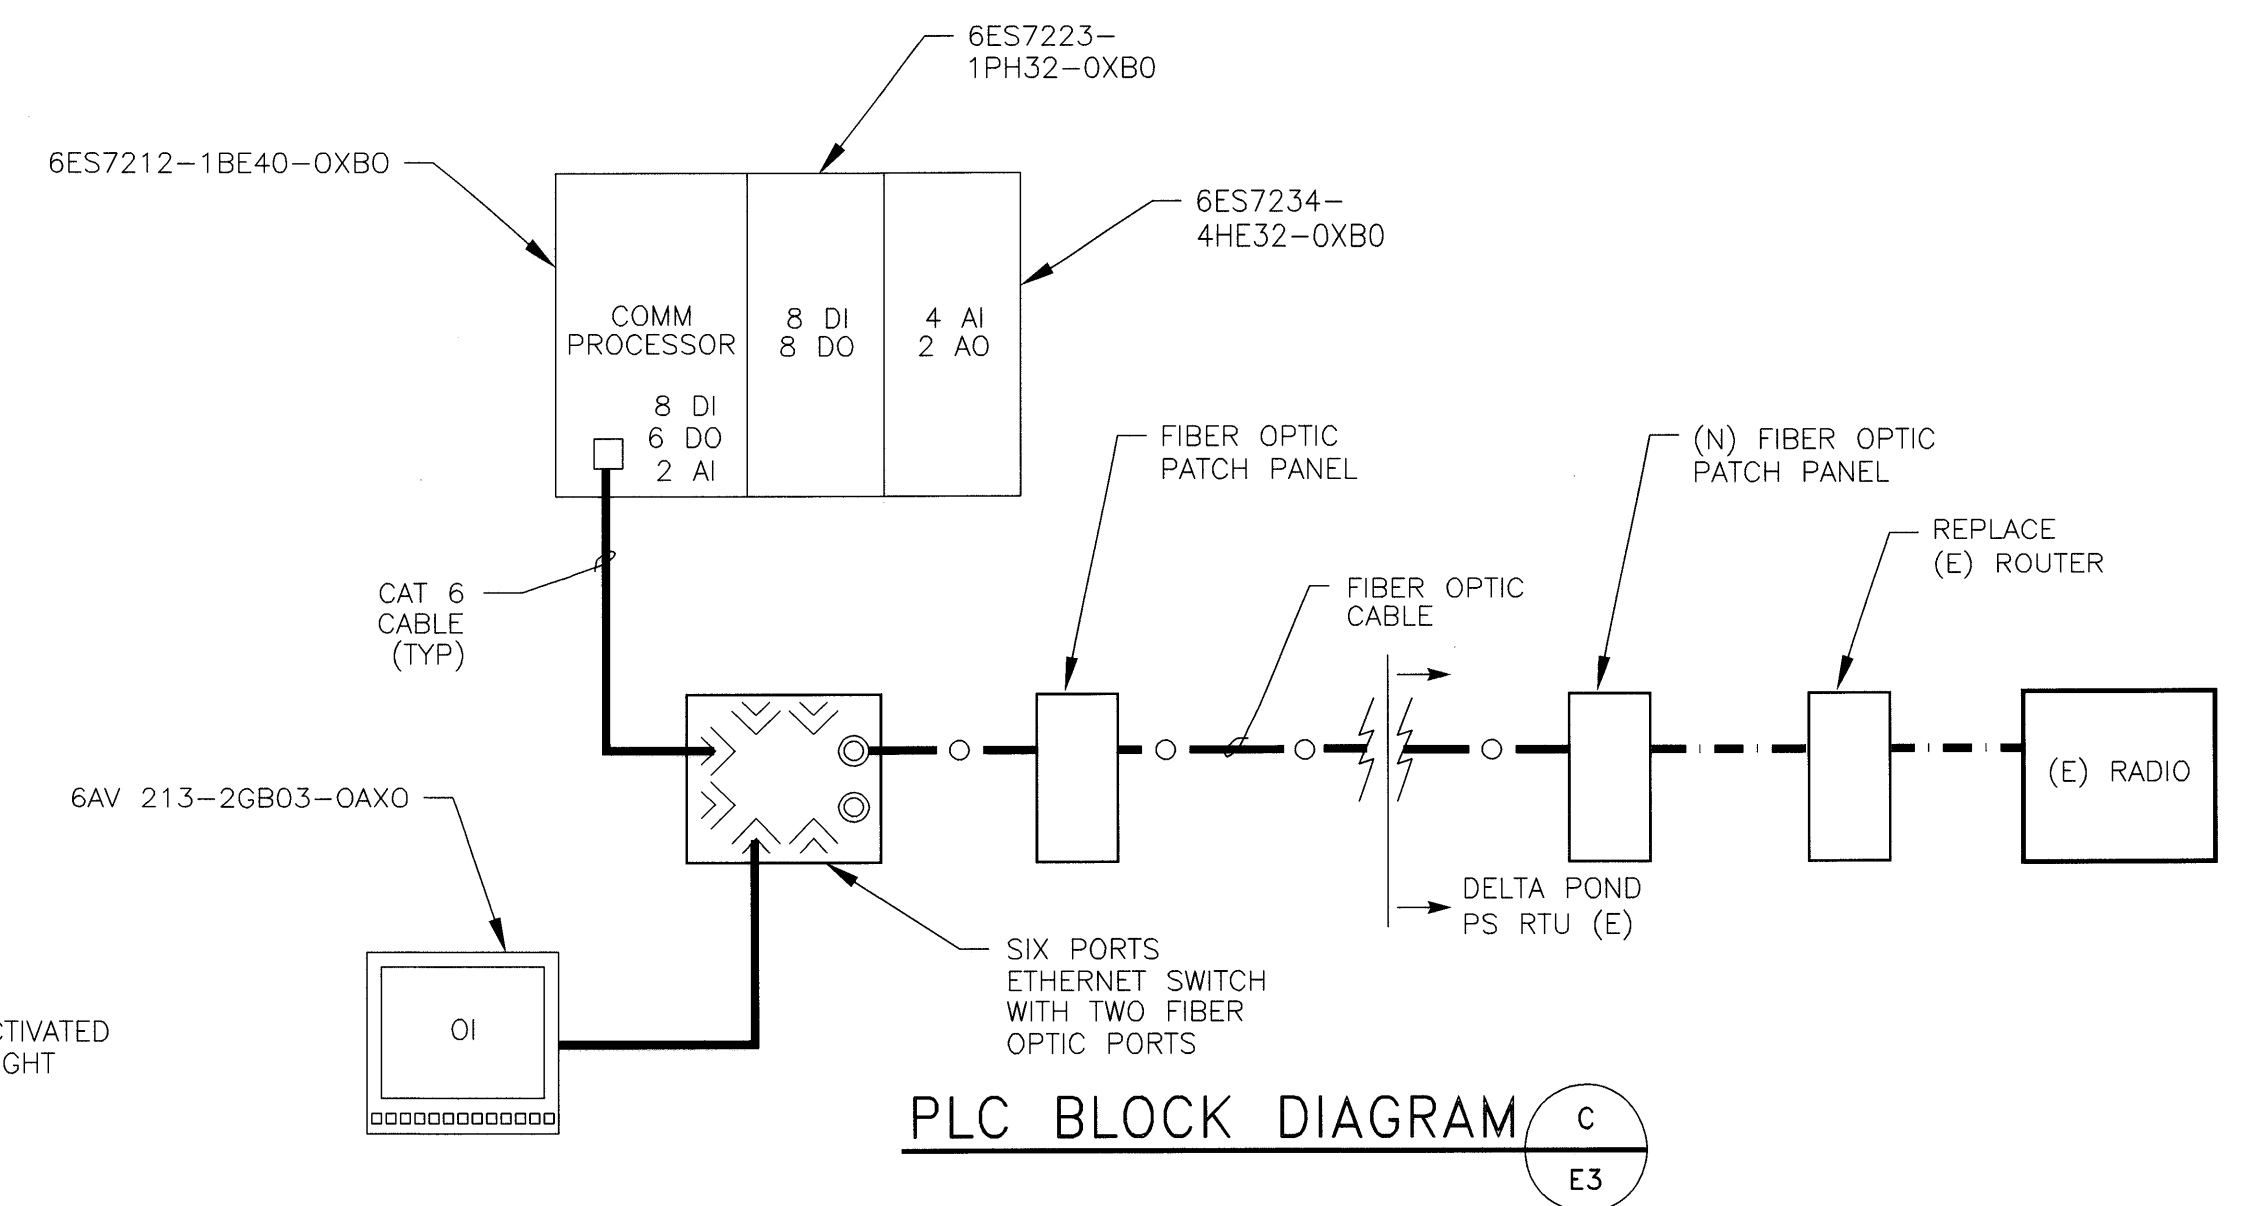 6ES7223-
1PH32-0XB0
6ES7212-1BE40-0XB0
6ES7234-
4HE32-0XB0
COMM
PROCESSOR
8 DI
6 DO
2 AI
8 DI
8 DO
4 AI
2 AO
FIBER OPTIC
PATCH PANEL
(N) FIBER OPTIC
PATCH PANEL
REPLACE
(E) ROUTER
CAT 6
CABLE
(TYP)
FIBER OPTIC
CABLE
(E) RADIO
6AV 213-2GB03-0AX0
DELTA POND
PS RTU (E)
SIX PORTS
ETHERNET SWITCH
WITH TWO FIBER
OPTIC PORTS
OI
CTIVATED
GHT
PLC BLOCK DIAGRAM
C
E3